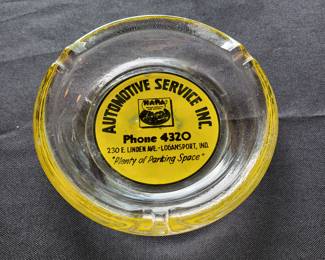 AUTOMOTIVE SERVICE INC.
NAPA
Phone 4320
230 E. LINDEN AVE.-LOGANSPORT, IND.
"Plenty of Parking Space"